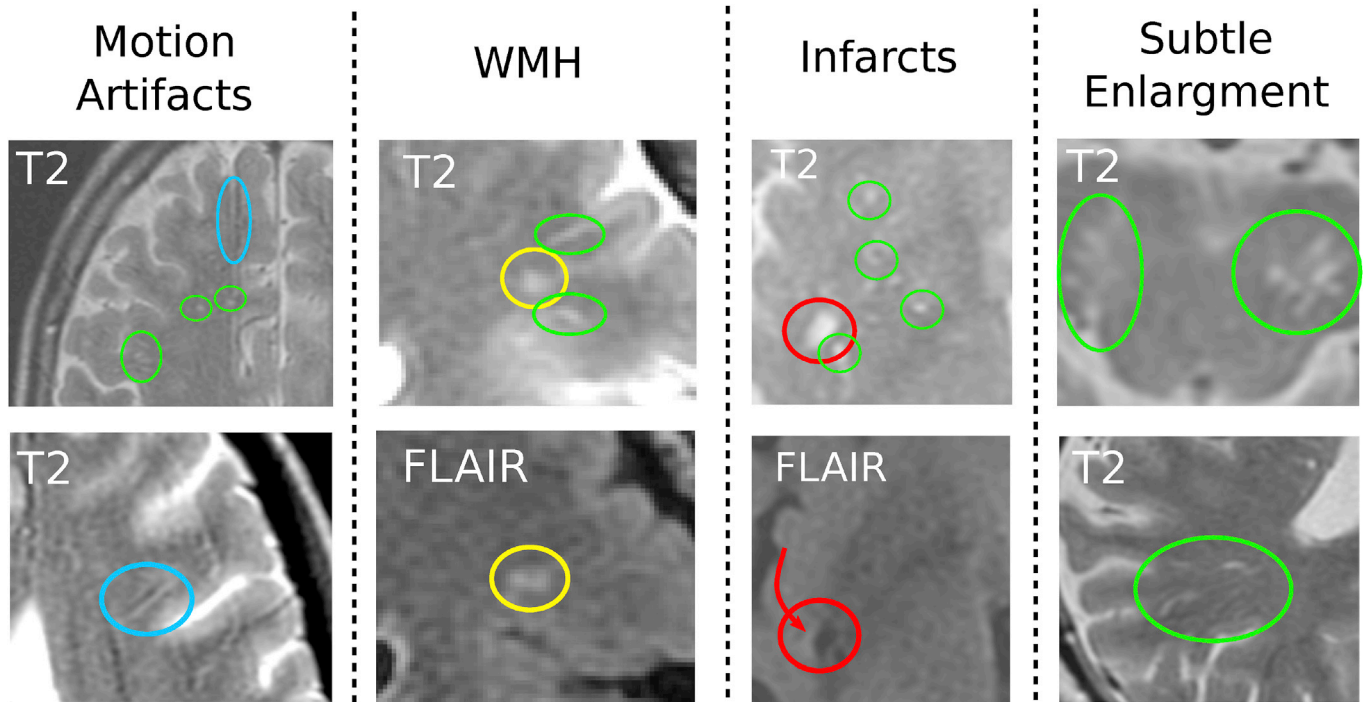 Motion
Artifacts
WMH
Infarcts
Subtle
Enlargment
T2
T2
T2
T2
T2
FLAIR
FLAIR
T2